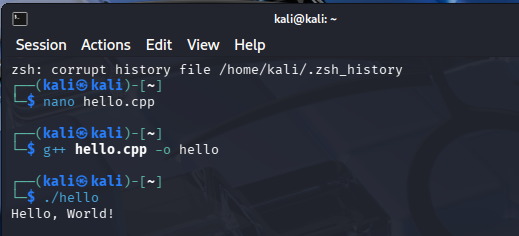 kali@kali: ~
Session Actions Edit View Help
zsh: corrupt history file /home/kali/.zsh_history
┌──(kali㉿kali)-[~]
└─$ nano hello.cpp
┌──(kali㉿kali)-[~]
└─$ g++ hello.cpp -o hello
┌──(kali㉿kali)-[~]
└─$ ./hello
Hello, World!